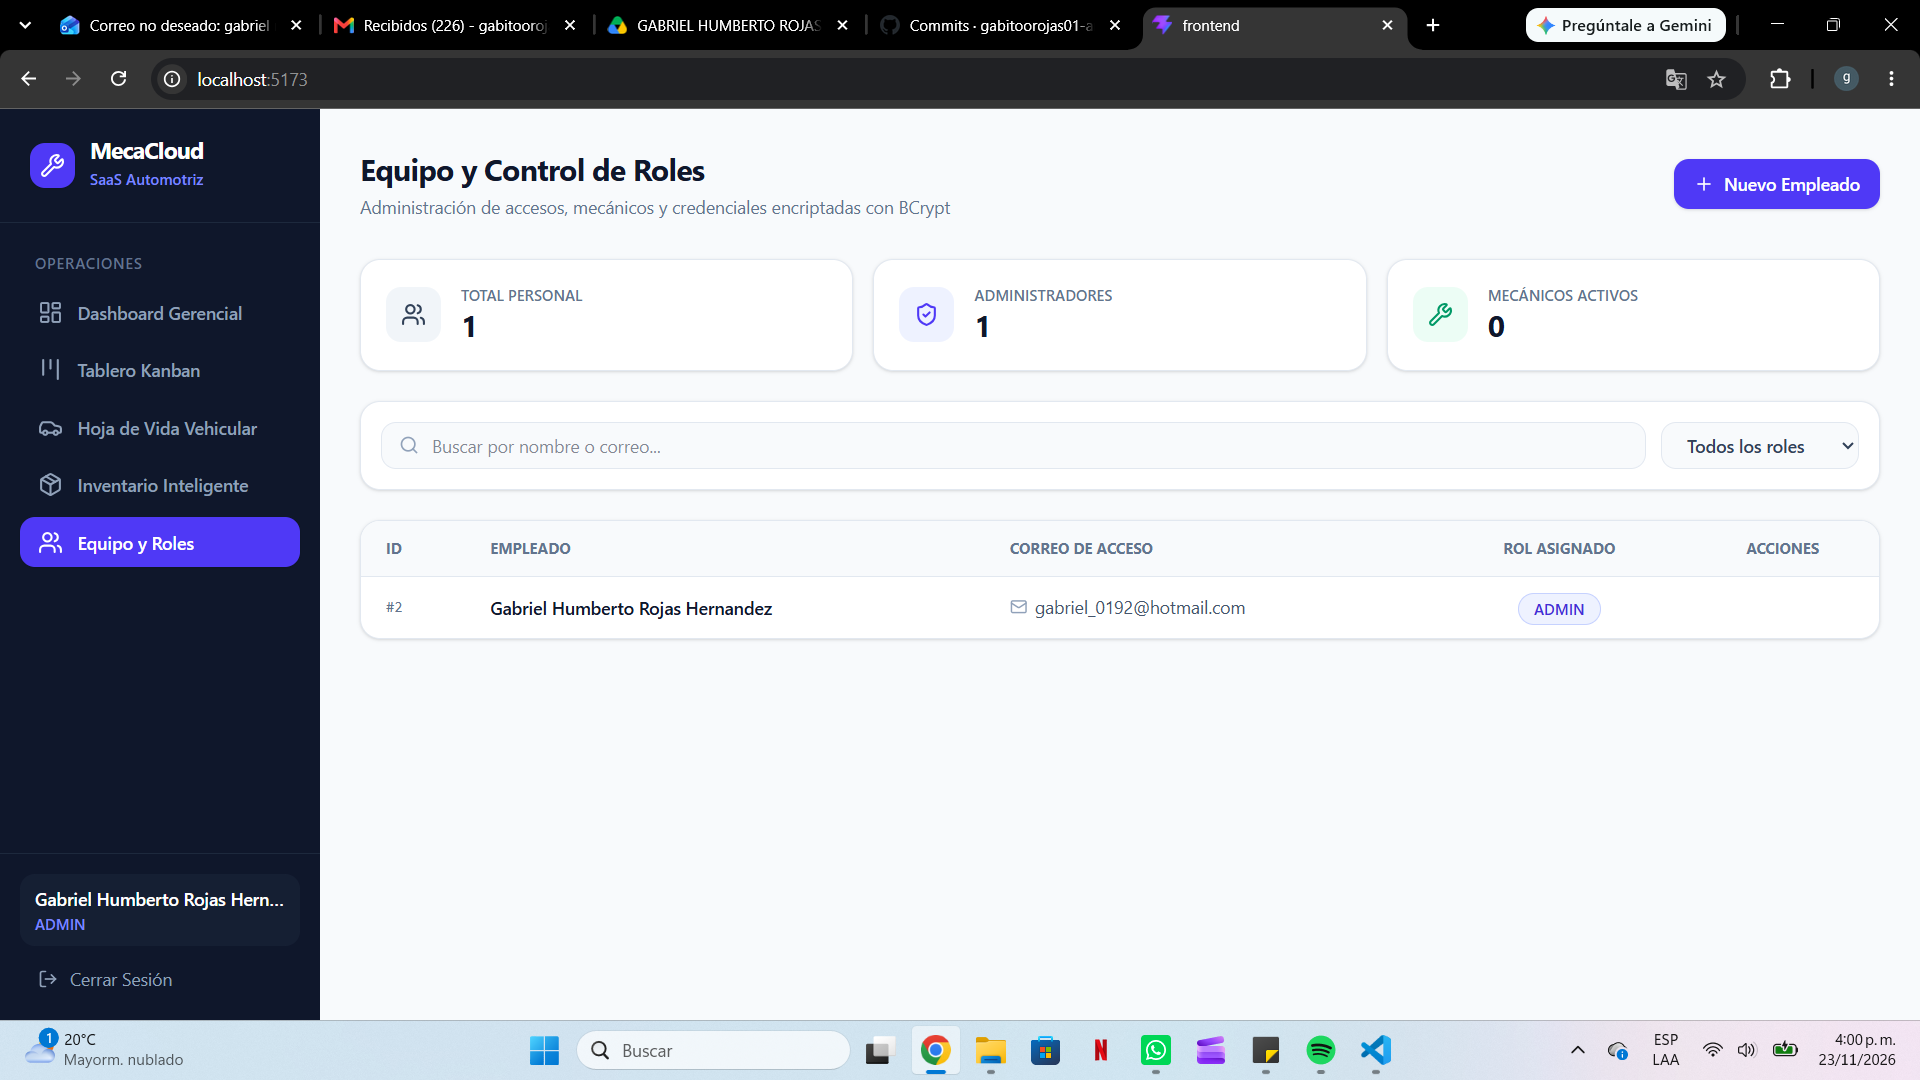 Correo no deseado: gabriel
Recibidos (226) - gabitooroj
GABRIEL HUMBERTO ROJAS
Commits · gabitoorojas01-a
frontend
Pregúntale a Gemini
localhost:5173
g
MecaCloud
SaaS Automotriz
OPERACIONES
Dashboard Gerencial
Tablero Kanban
Hoja de Vida Vehicular
Inventario Inteligente
Equipo y Roles
Gabriel Humberto Rojas Hern...
ADMIN
Cerrar Sesión
Equipo y Control de Roles
Administración de accesos, mecánicos y credenciales encriptadas con BCrypt
+ Nuevo Empleado
TOTAL PERSONAL
1
ADMINISTRADORES
1
MECÁNICOS ACTIVOS
0
Buscar por nombre o correo...
Todos los roles
ID EMPLEADO CORREO DE ACCESO ROL ASIGNADO ACCIONES
#2 Gabriel Humberto Rojas Hernandez gabriel_0192@hotmail.com ADMIN
1
20°C
Mayorm. nublado
Buscar
ESP
LAA
4:00 p. m.
23/11/2026